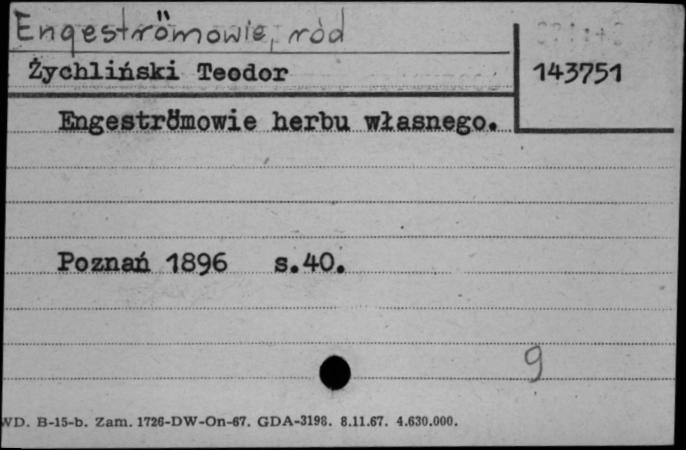 Engeströmowie, ród
Żychliński Teodor
143751
Engeströmowie herbu własnego.
Poznań 1896 s.40.
9
WD. B-15-b. Zam. 1726-DW-On-67. GDA-3198. 8.11.67. 4.630.000.